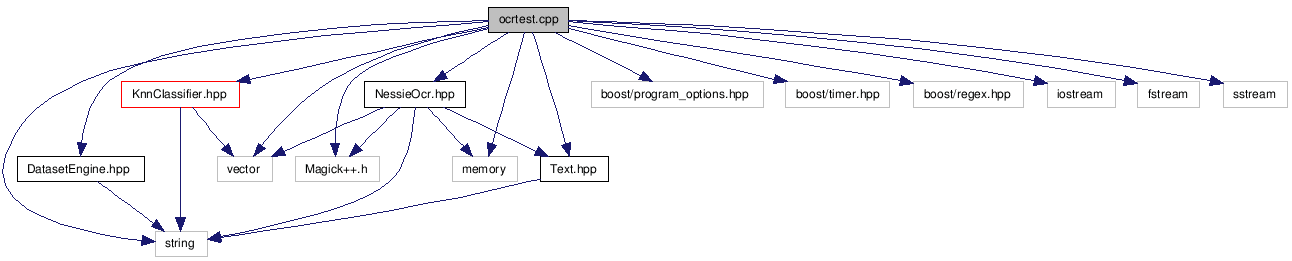 ocrtest.cpp
KnnClassifier.hpp
NessieOcr.hpp
boost/program_options.hpp
boost/timer.hpp
boost/regex.hpp
iostream
fstream
sstream
DatasetEngine.hpp
vector
Magick++.h
memory
Text.hpp
string